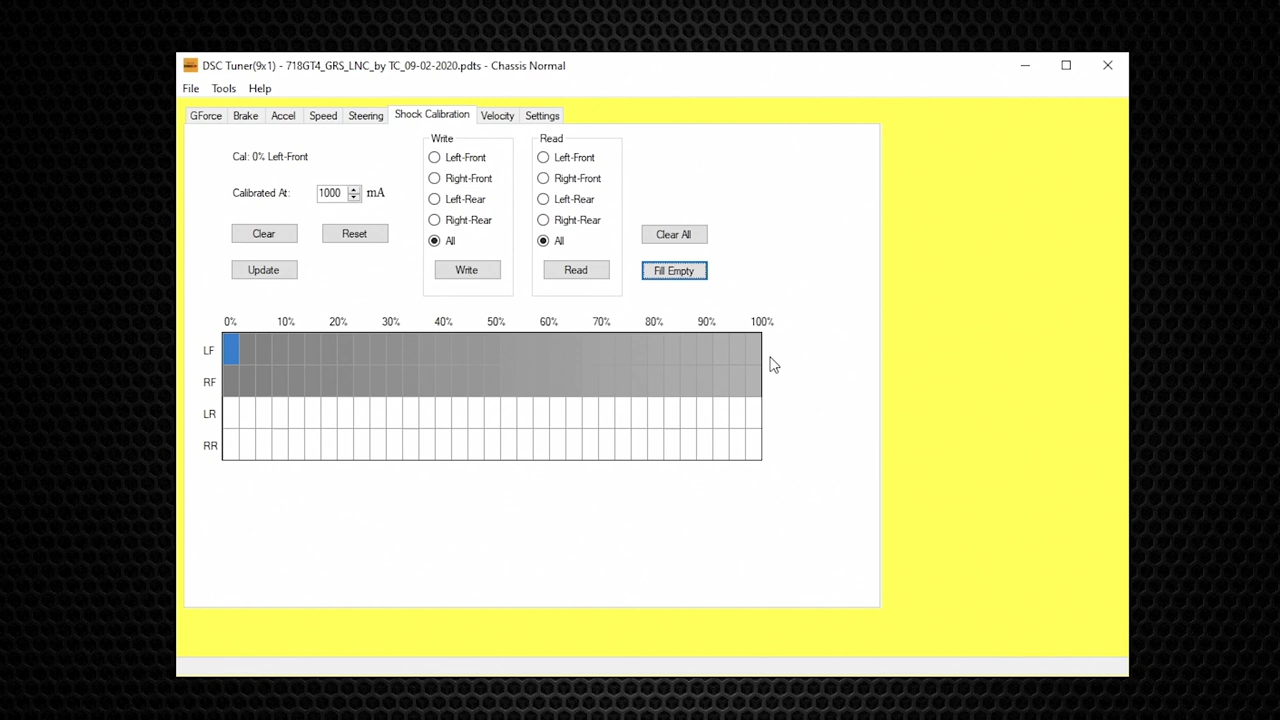 DSC Tuner(9x1) - 718GT4_GRS_LNC_by TC_09-02-2020.pdts - Chassis Normal
File Tools Help
GForce Brake Accel Speed Steering Shock Calibration Velocity Settings
Write Read
Cal: 0% Left-Front Left-Front Left-Front
Right-Front Right-Front
Calibrated At: 1000 mA Left-Rear Left-Rear
Right-Rear Right-Rear
Clear Reset All All Clear All
Update Write Read Fill Empty
0% 10% 20% 30% 40% 50% 60% 70% 80% 90% 100%
LF
RF
LR
RR